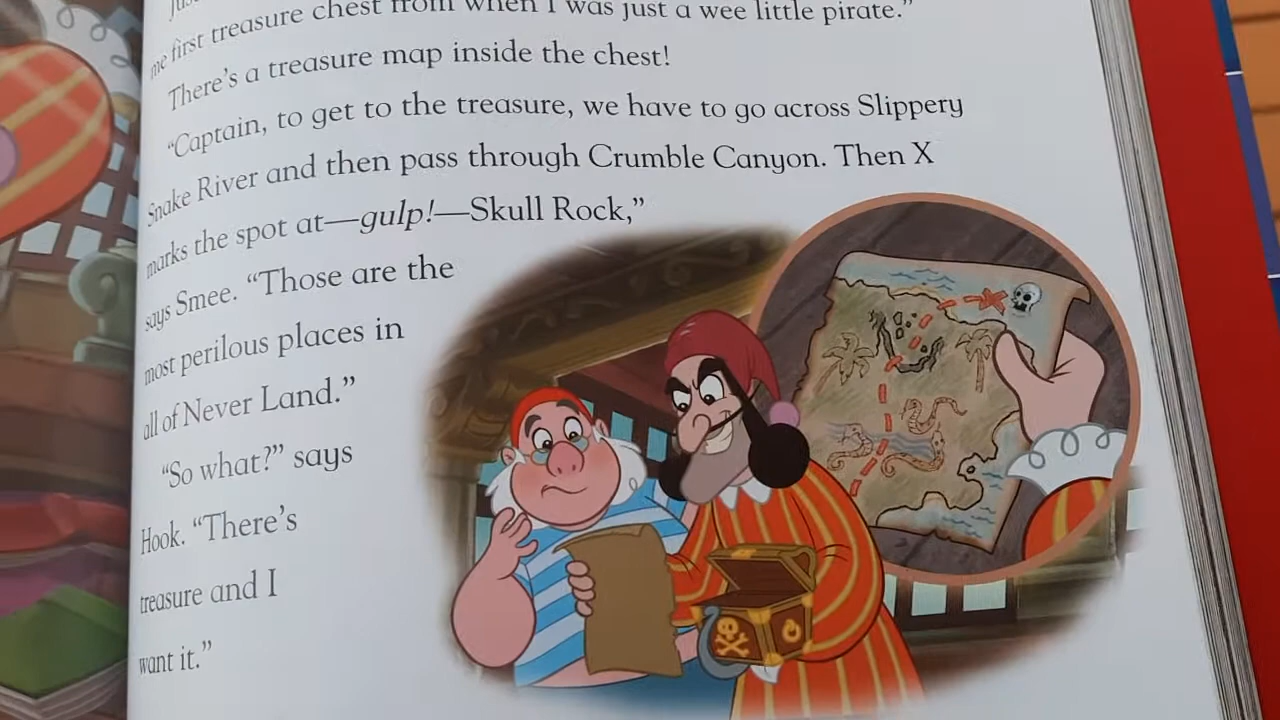 me first treasure chest from when I was just a wee little pirate.”
There’s a treasure map inside the chest!
“Captain, to get to the treasure, we have to go across Slippery
Snake River and then pass through Crumble Canyon. Then X
marks the spot at—gulp!—Skull Rock,”
says Smee. “Those are the
most perilous places in
all of Never Land.”
“So what?” says
Hook. “There’s
treasure and I
want it.”